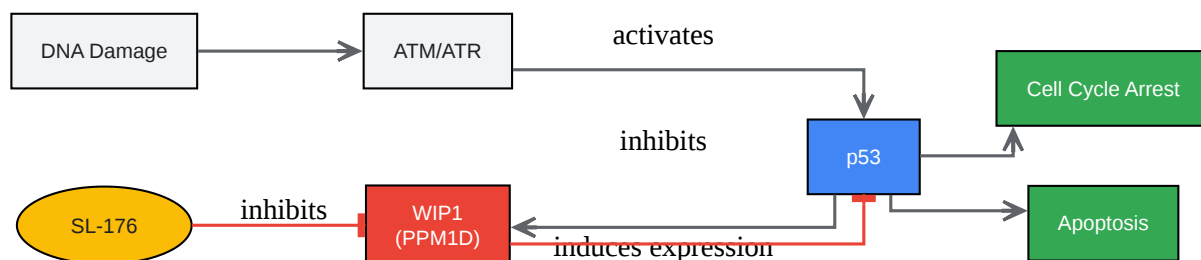 DNA Damage
ATM/ATR
activates
Cell Cycle Arrest
inhibits
p53
SL-176
inhibits
WIP1
(PPM1D)
induces expression
Apoptosis